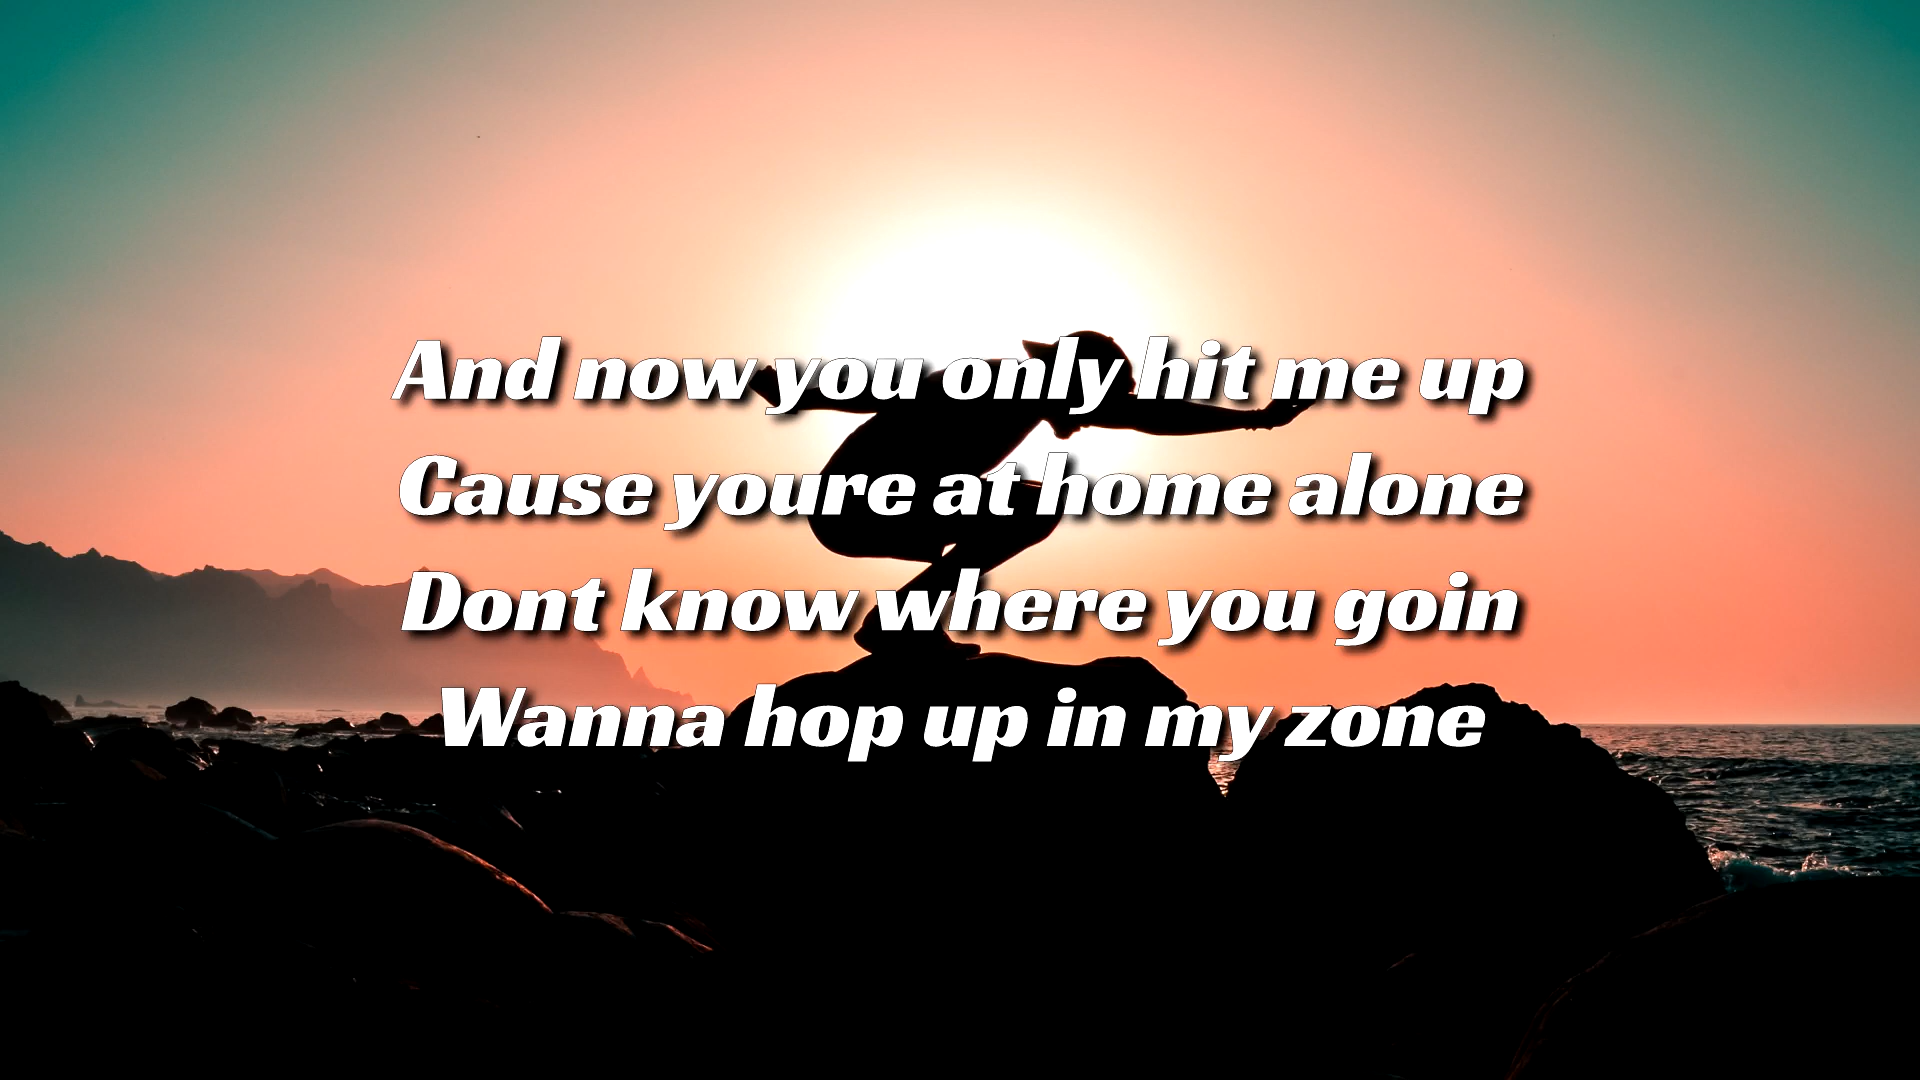 And now you only hit me up
Cause youre at home alone
Dont know where you goin
Wanna hop up in my zone